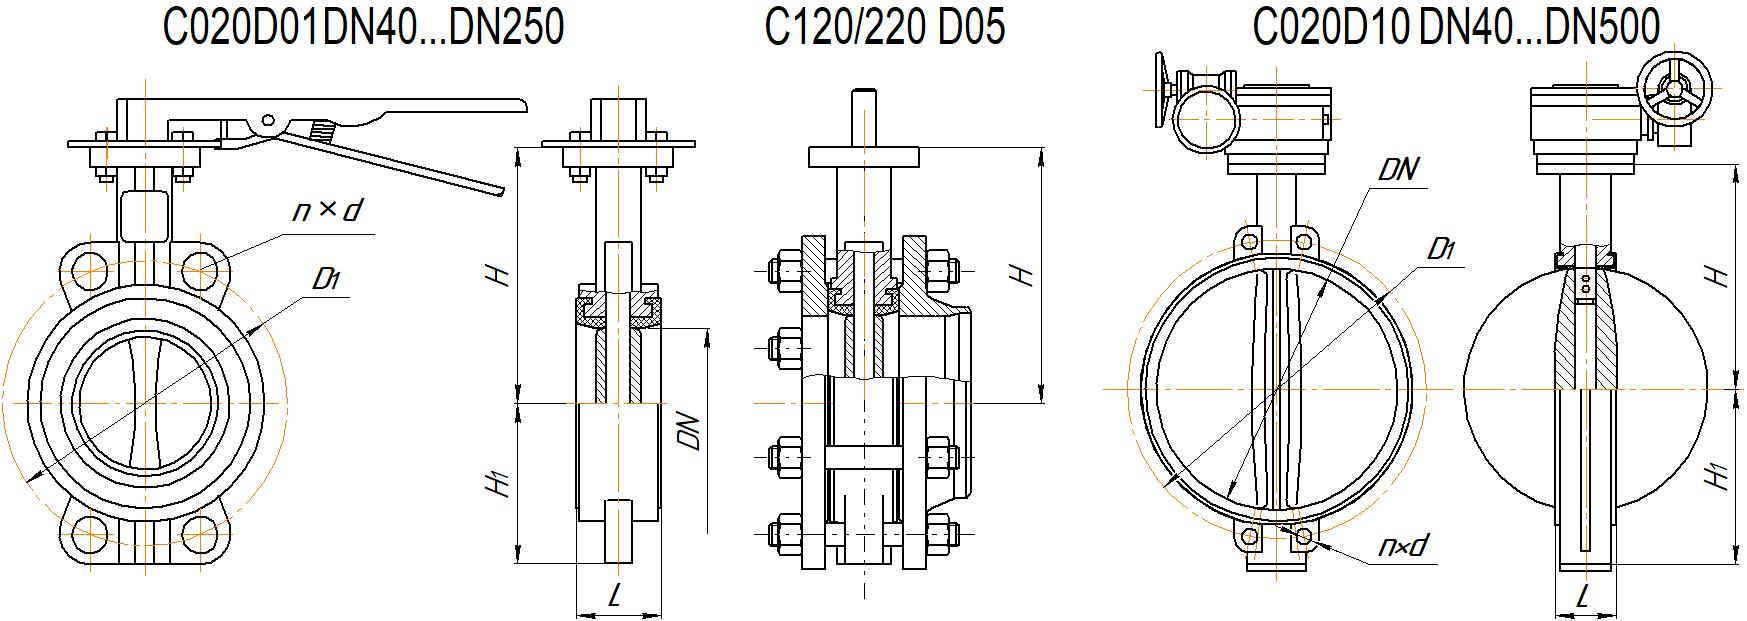 C020D01DN40...DN250
C120/220 D05
C020D10 DN40...DN500
n×d
D1
H
H1
DN
L
H
DN
D1
n×d
H
H1
L